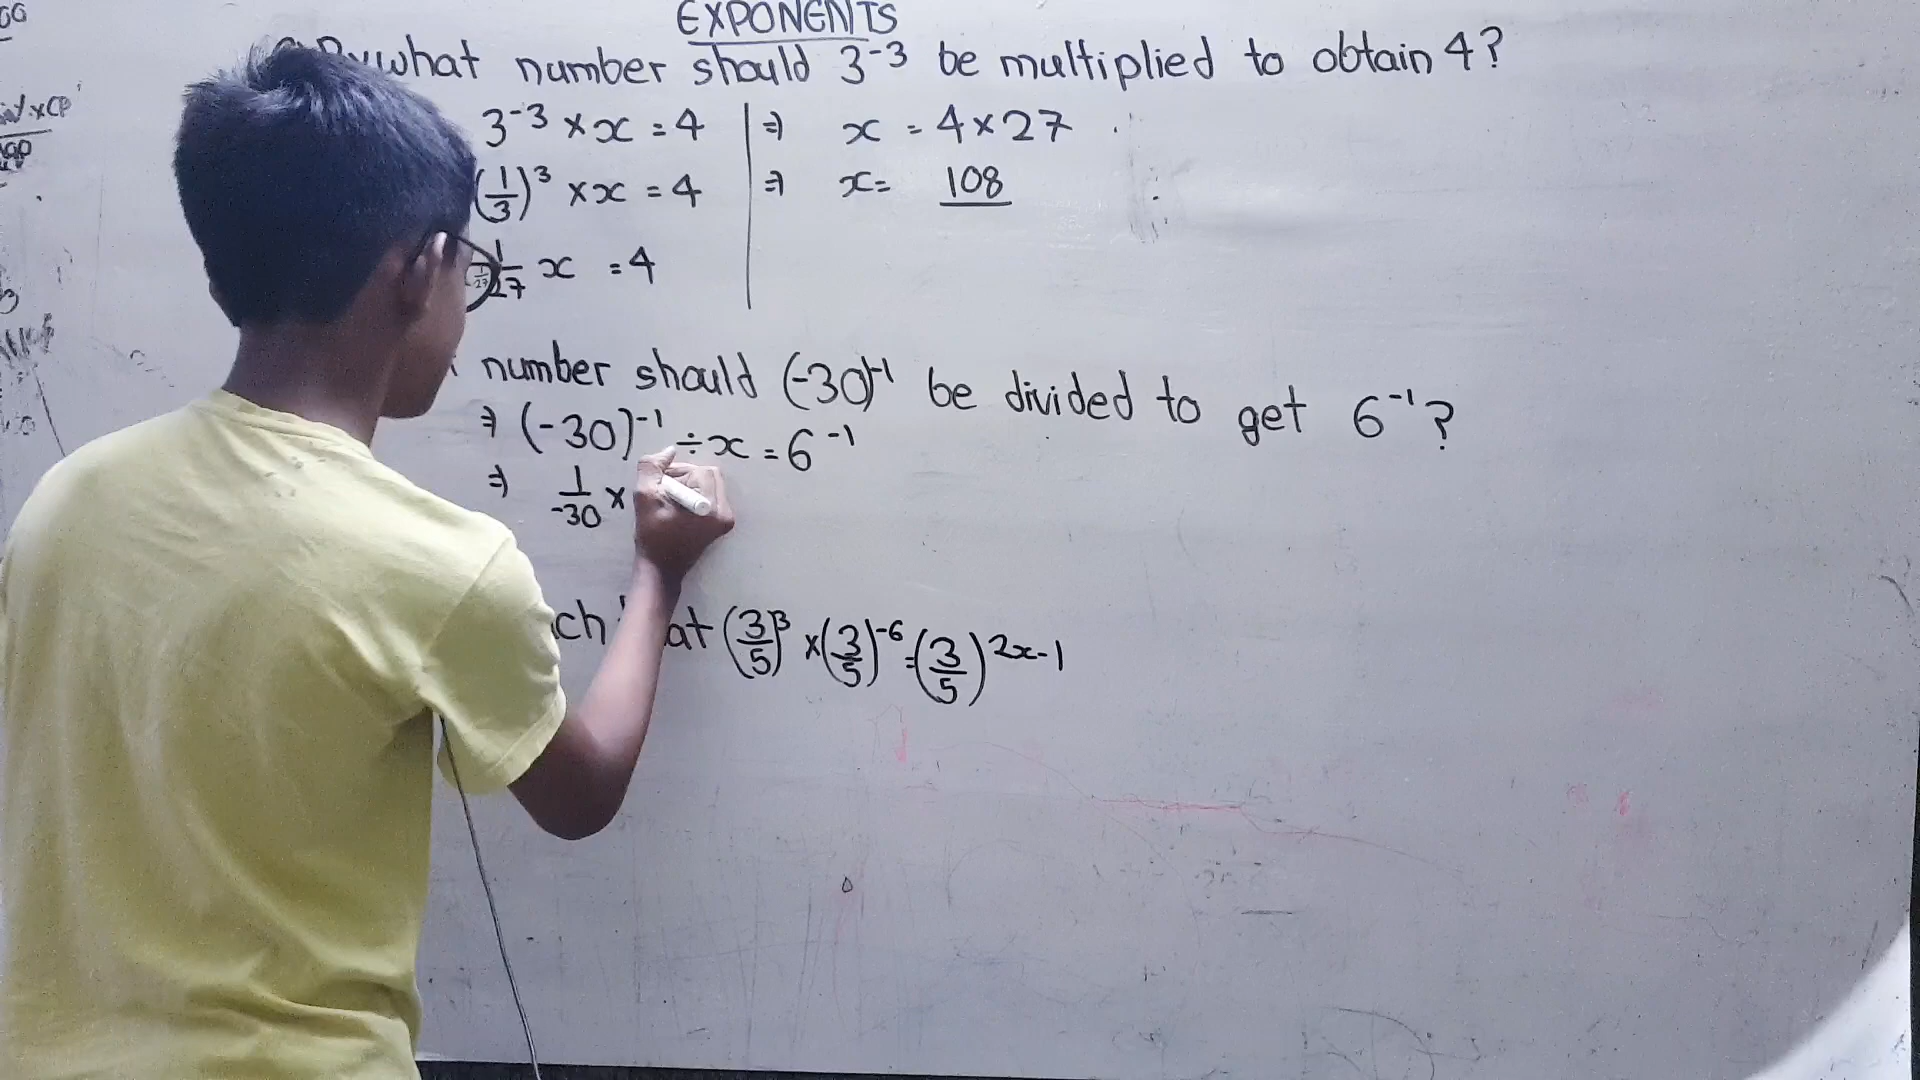 EXPONENTS
what number should 3⁻³ be multiplied to obtain 4?
3⁻³ × x = 4 | ⇒ x = 4 × 27
(1/3)³ × x = 4 | ⇒ x = 108
1/27 x = 4
number should (-30)⁻¹ be divided to get 6⁻¹?
⇒ (-30)⁻¹ ÷ x = 6⁻¹
⇒ 1/-30 ×
at (3/5)³ × (3/5)⁻⁶ = (3/5)²ˣ⁻¹